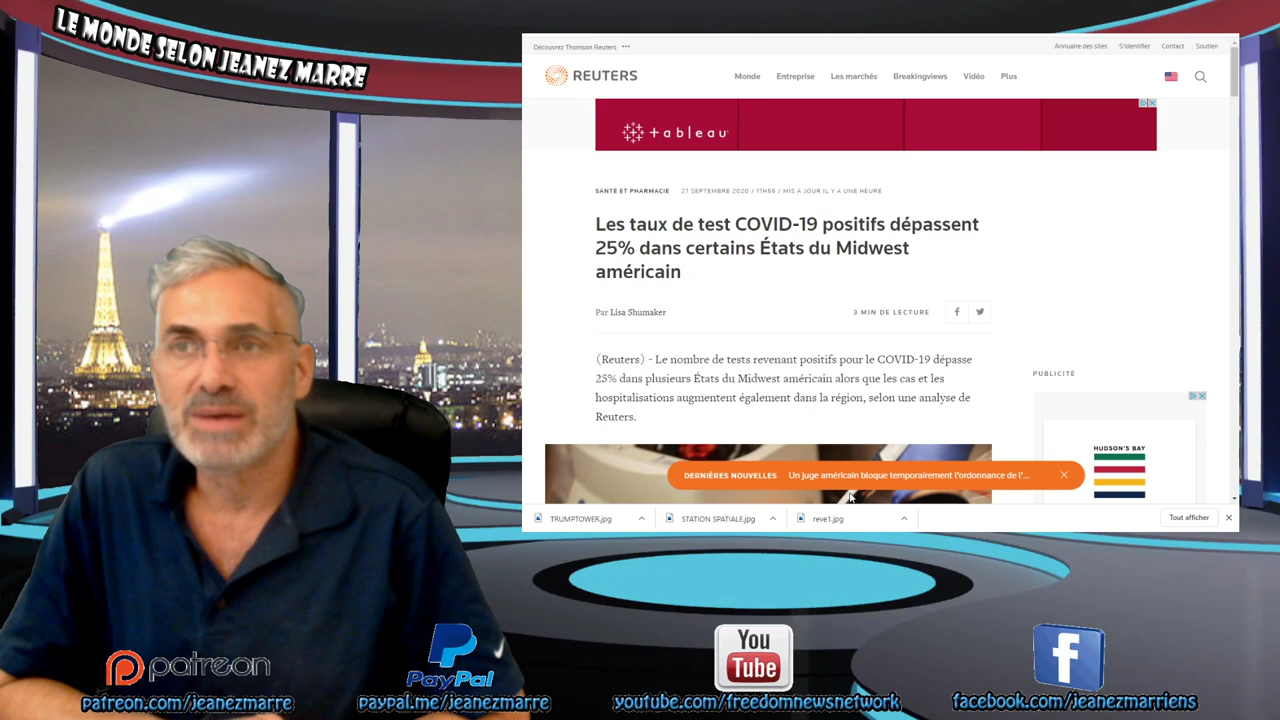 LE MONDE SELON JEANEZ MARRE
Découvrez Thomson Reuters •••
Annuaire des sites S'identifier Contact Soutien
REUTERS
Monde Entreprise Les marchés Breakingviews Vidéo Plus
+ableau
SANTÉ ET PHARMACIE 27 SEPTEMBRE 2020 / 17H55 / MIS À JOUR IL Y A UNE HEURE
Les taux de test COVID-19 positifs dépassent
25% dans certains États du Midwest
américain
Par Lisa Shumaker
3 MIN DE LECTURE
(Reuters) - Le nombre de tests revenant positifs pour le COVID-19 dépasse
25% dans plusieurs États du Midwest américain alors que les cas et les
hospitalisations augmentent également dans la région, selon une analyse de
Reuters.
PUBLICITÉ
HUDSON'S BAY
DERNIÈRES NOUVELLES Un juge américain bloque temporairement l'ordonnance de l'...
TRUMPTOWER.jpg STATION SPATIALE.jpg reve1.jpg Tout afficher
patreon
patreon.com/jeanezmarre
PayPal
paypal.me/jeanezmarre
You
Tube
youtube.com/freedomnewsnetwork
f
facebook.com/jeanezmarriens